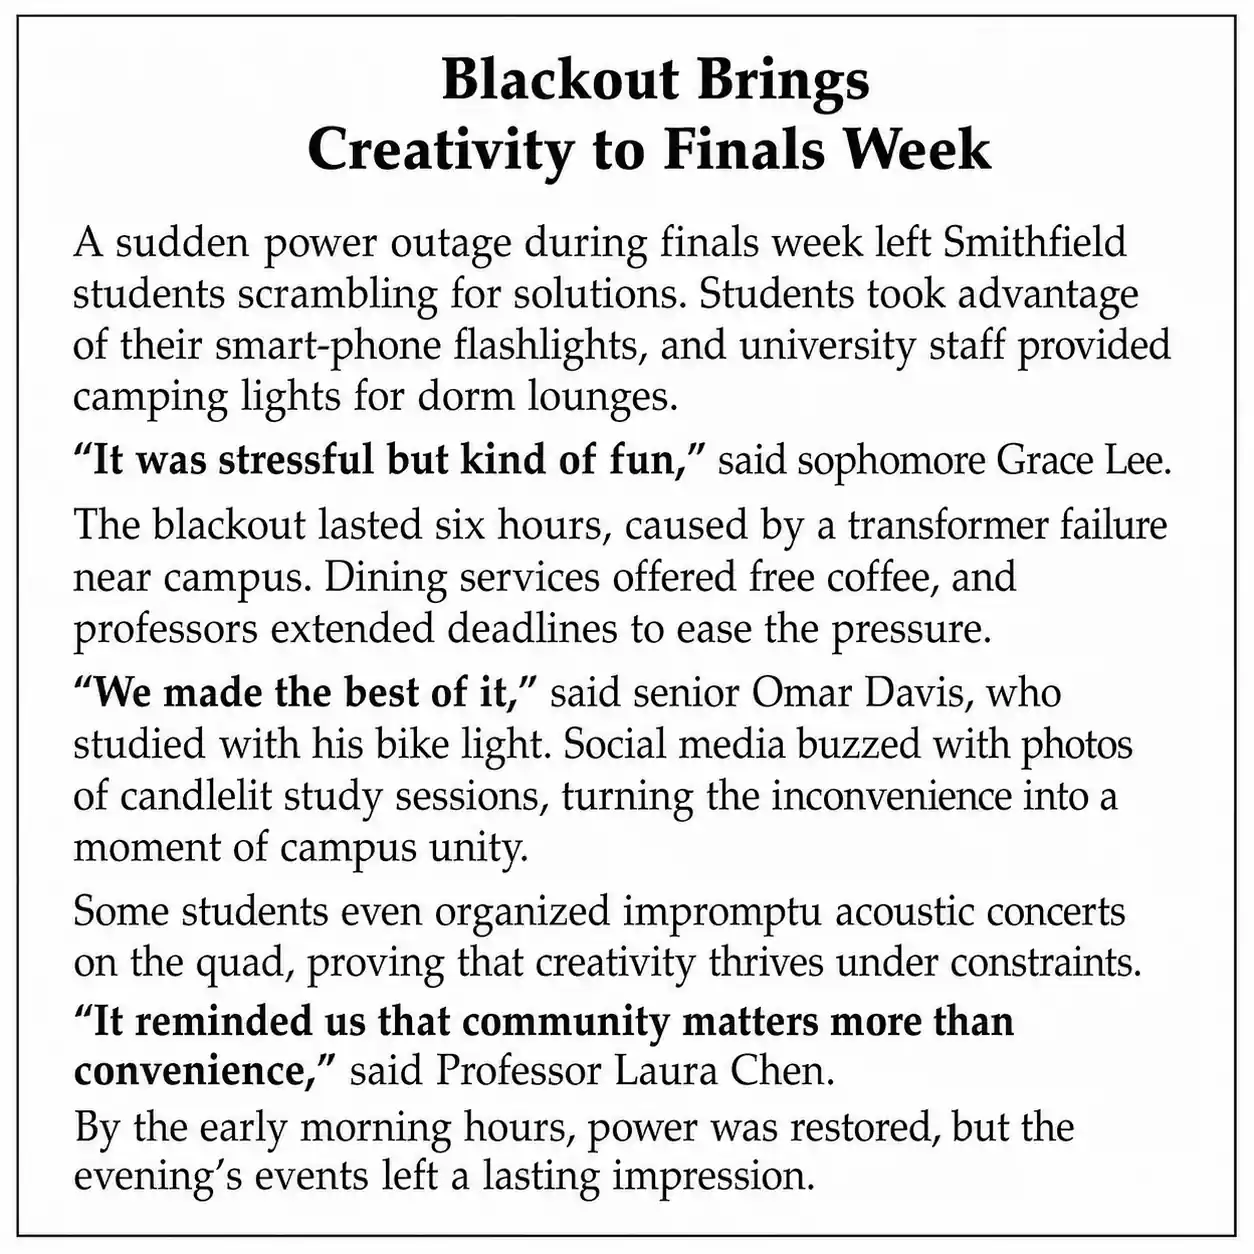 Blackout Brings
Creativity to Finals Week
A sudden power outage during finals week left Smithfield
students scrambling for solutions. Students took advantage
of their smart-phone flashlights, and university staff provided
camping lights for dorm lounges.
“It was stressful but kind of fun,” said sophomore Grace Lee.
The blackout lasted six hours, caused by a transformer failure
near campus. Dining services offered free coffee, and
professors extended deadlines to ease the pressure.
“We made the best of it,” said senior Omar Davis, who
studied with his bike light. Social media buzzed with photos
of candlelit study sessions, turning the inconvenience into a
moment of campus unity.
Some students even organized impromptu acoustic concerts
on the quad, proving that creativity thrives under constraints.
“It reminded us that community matters more than
convenience,” said Professor Laura Chen.
By the early morning hours, power was restored, but the
evening’s events left a lasting impression.